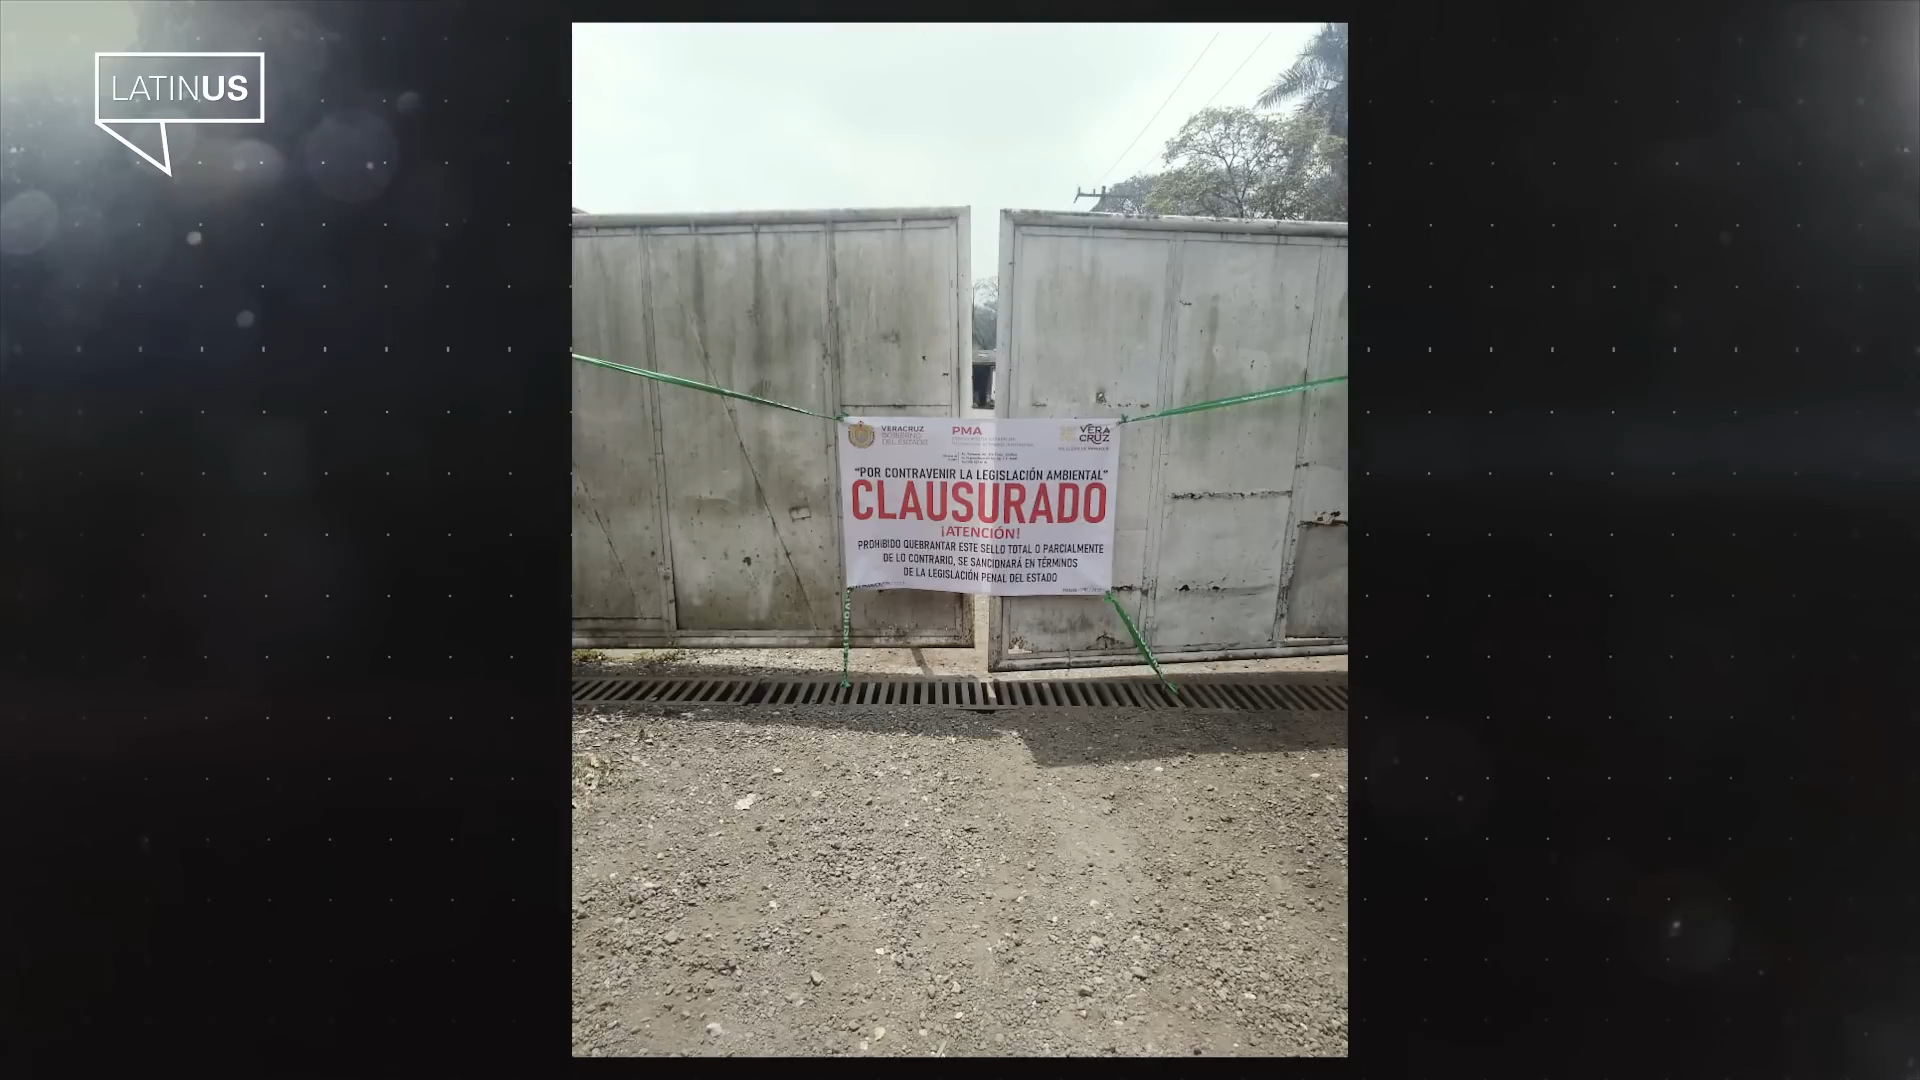 LATINUS
VERACRUZ
GOBIERNO
DEL ESTADO
PMA
VERA
CRUZ
"POR CONTRAVENIR LA LEGISLACIÓN AMBIENTAL"
CLAUSURADO
¡ATENCIÓN!
PROHIBIDO QUEBRANTAR ESTE SELLO TOTAL O PARCIALMENTE
DE LO CONTRARIO, SE SANCIONARÁ EN TÉRMINOS
DE LA LEGISLACIÓN PENAL DEL ESTADO